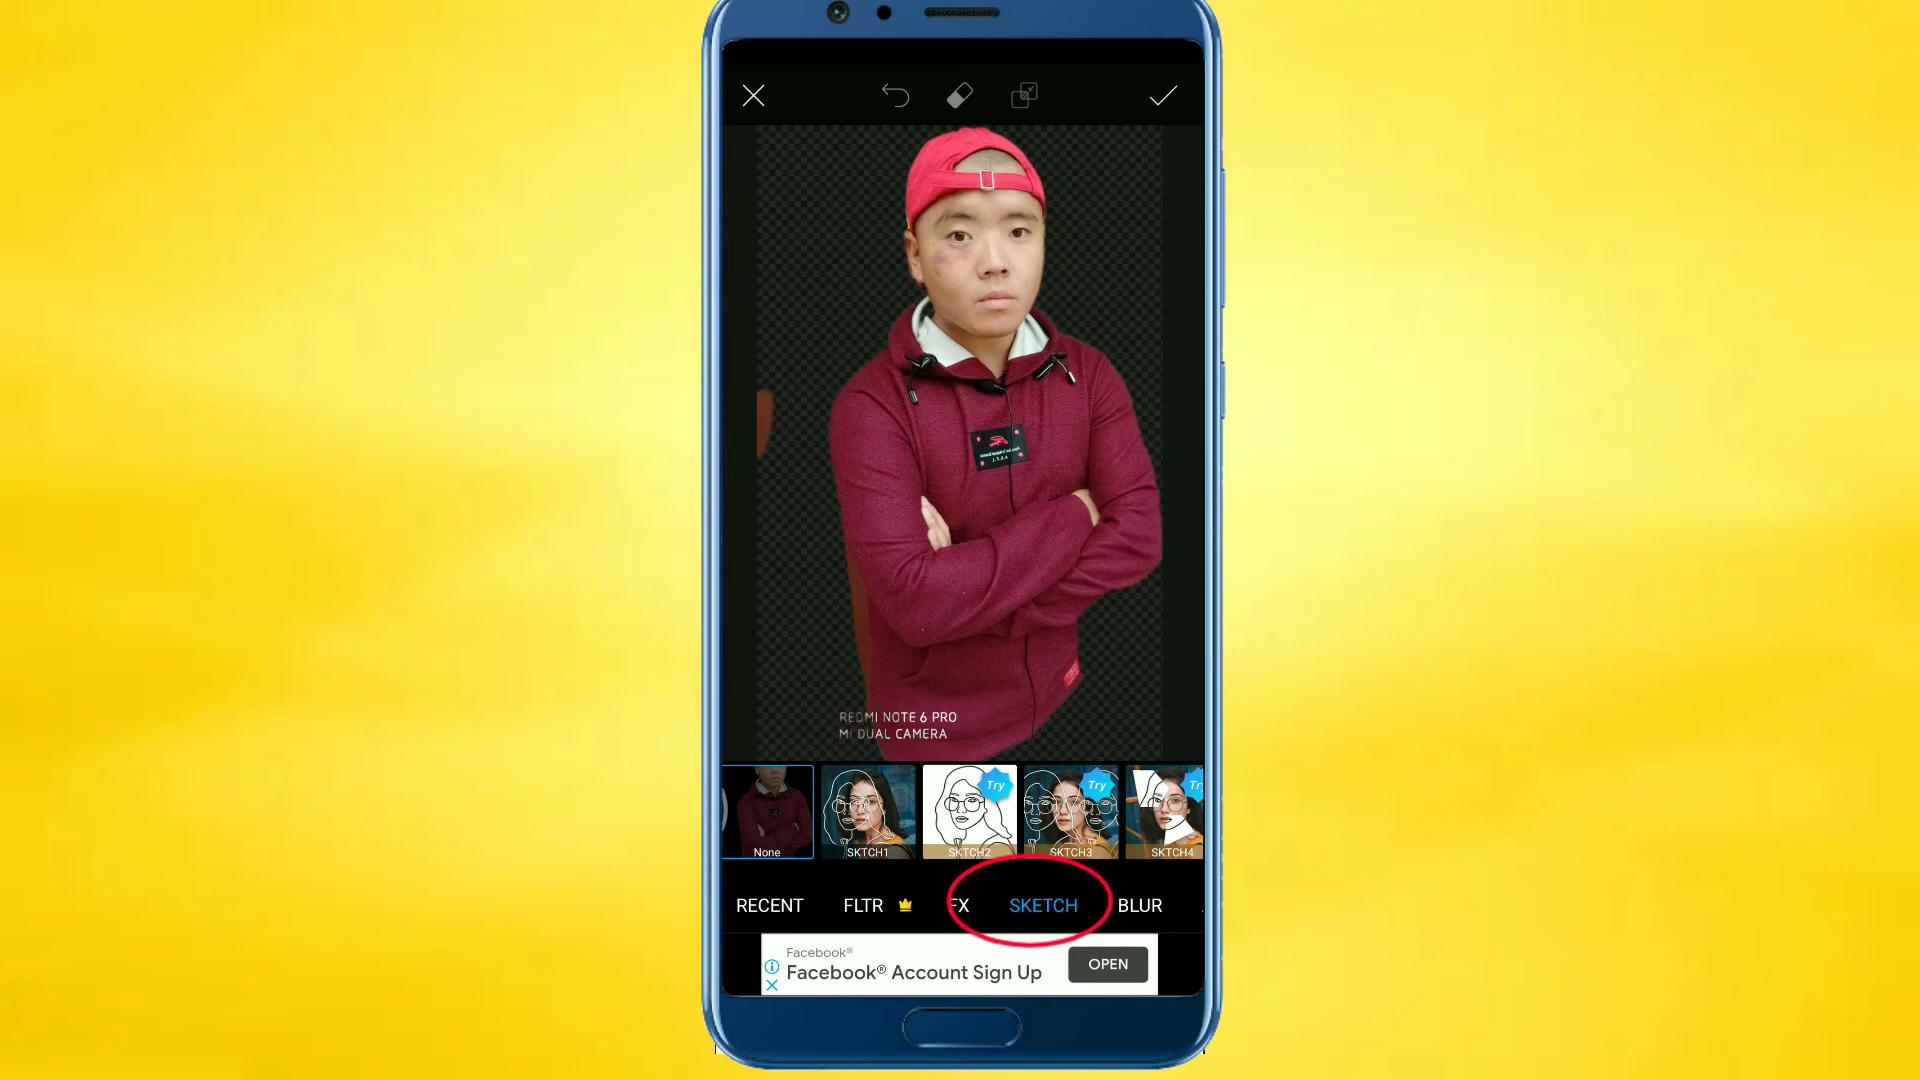 REDMI NOTE 6 PRO
MI DUAL CAMERA
Try
Try
None
SKTCH1
SKTCH2
SKTCH3
SKTCH4
RECENT
FLTR
FX
SKETCH
BLUR
Facebook®
Facebook® Account Sign Up
OPEN